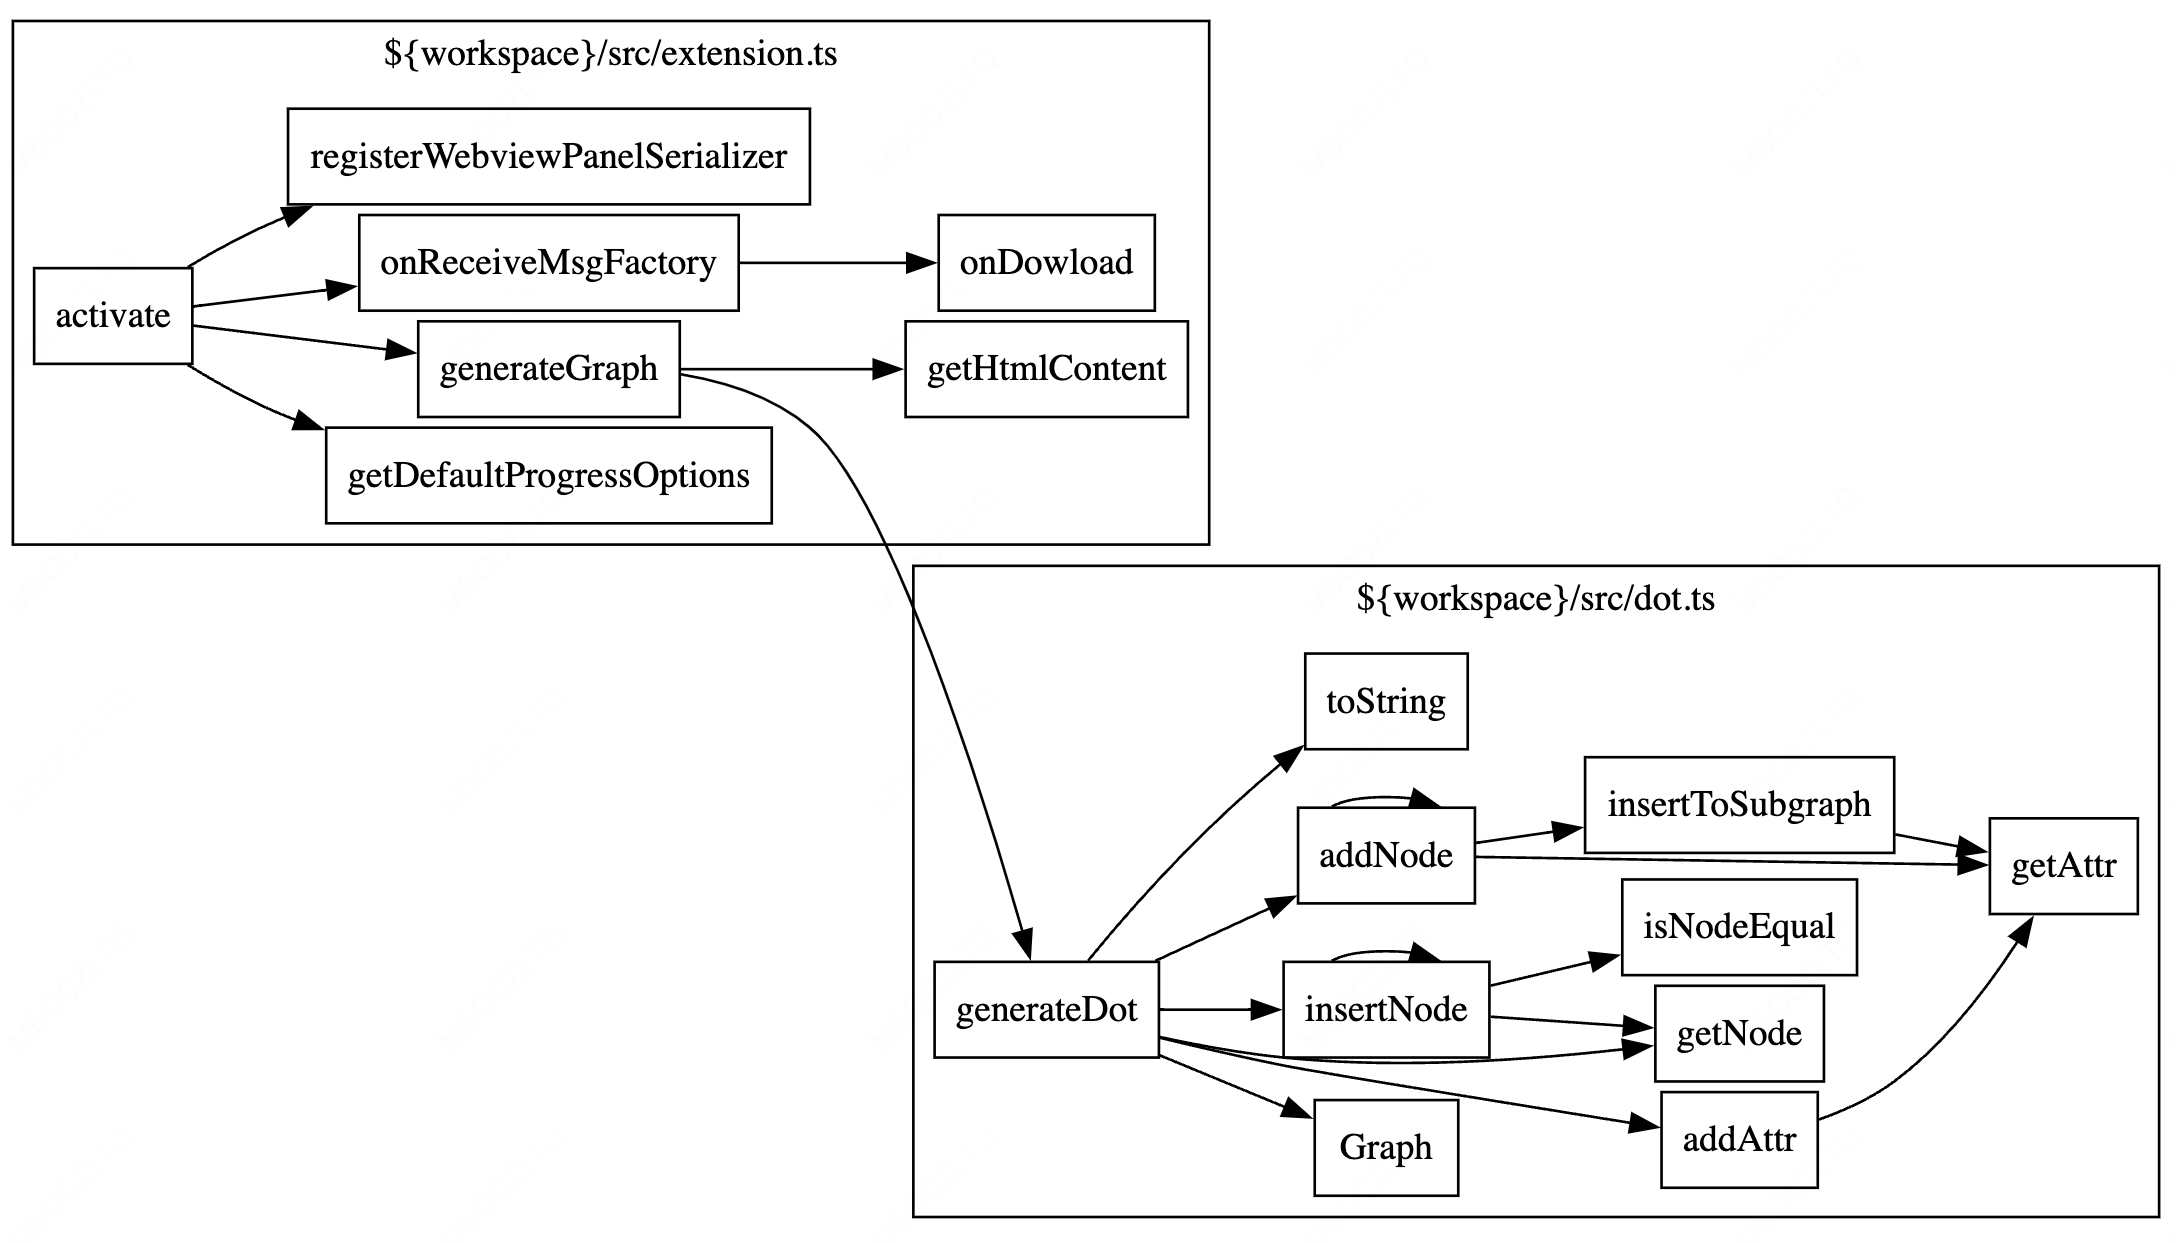 ${workspace}/src/extension.ts
registerWebviewPanelSerializer
onReceiveMsgFactory
onDowload
activate
generateGraph
getHtmlContent
getDefaultProgressOptions
${workspace}/src/dot.ts
toString
insertToSubgraph
addNode
getAttr
isNodeEqual
generateDot
insertNode
getNode
Graph
addAttr